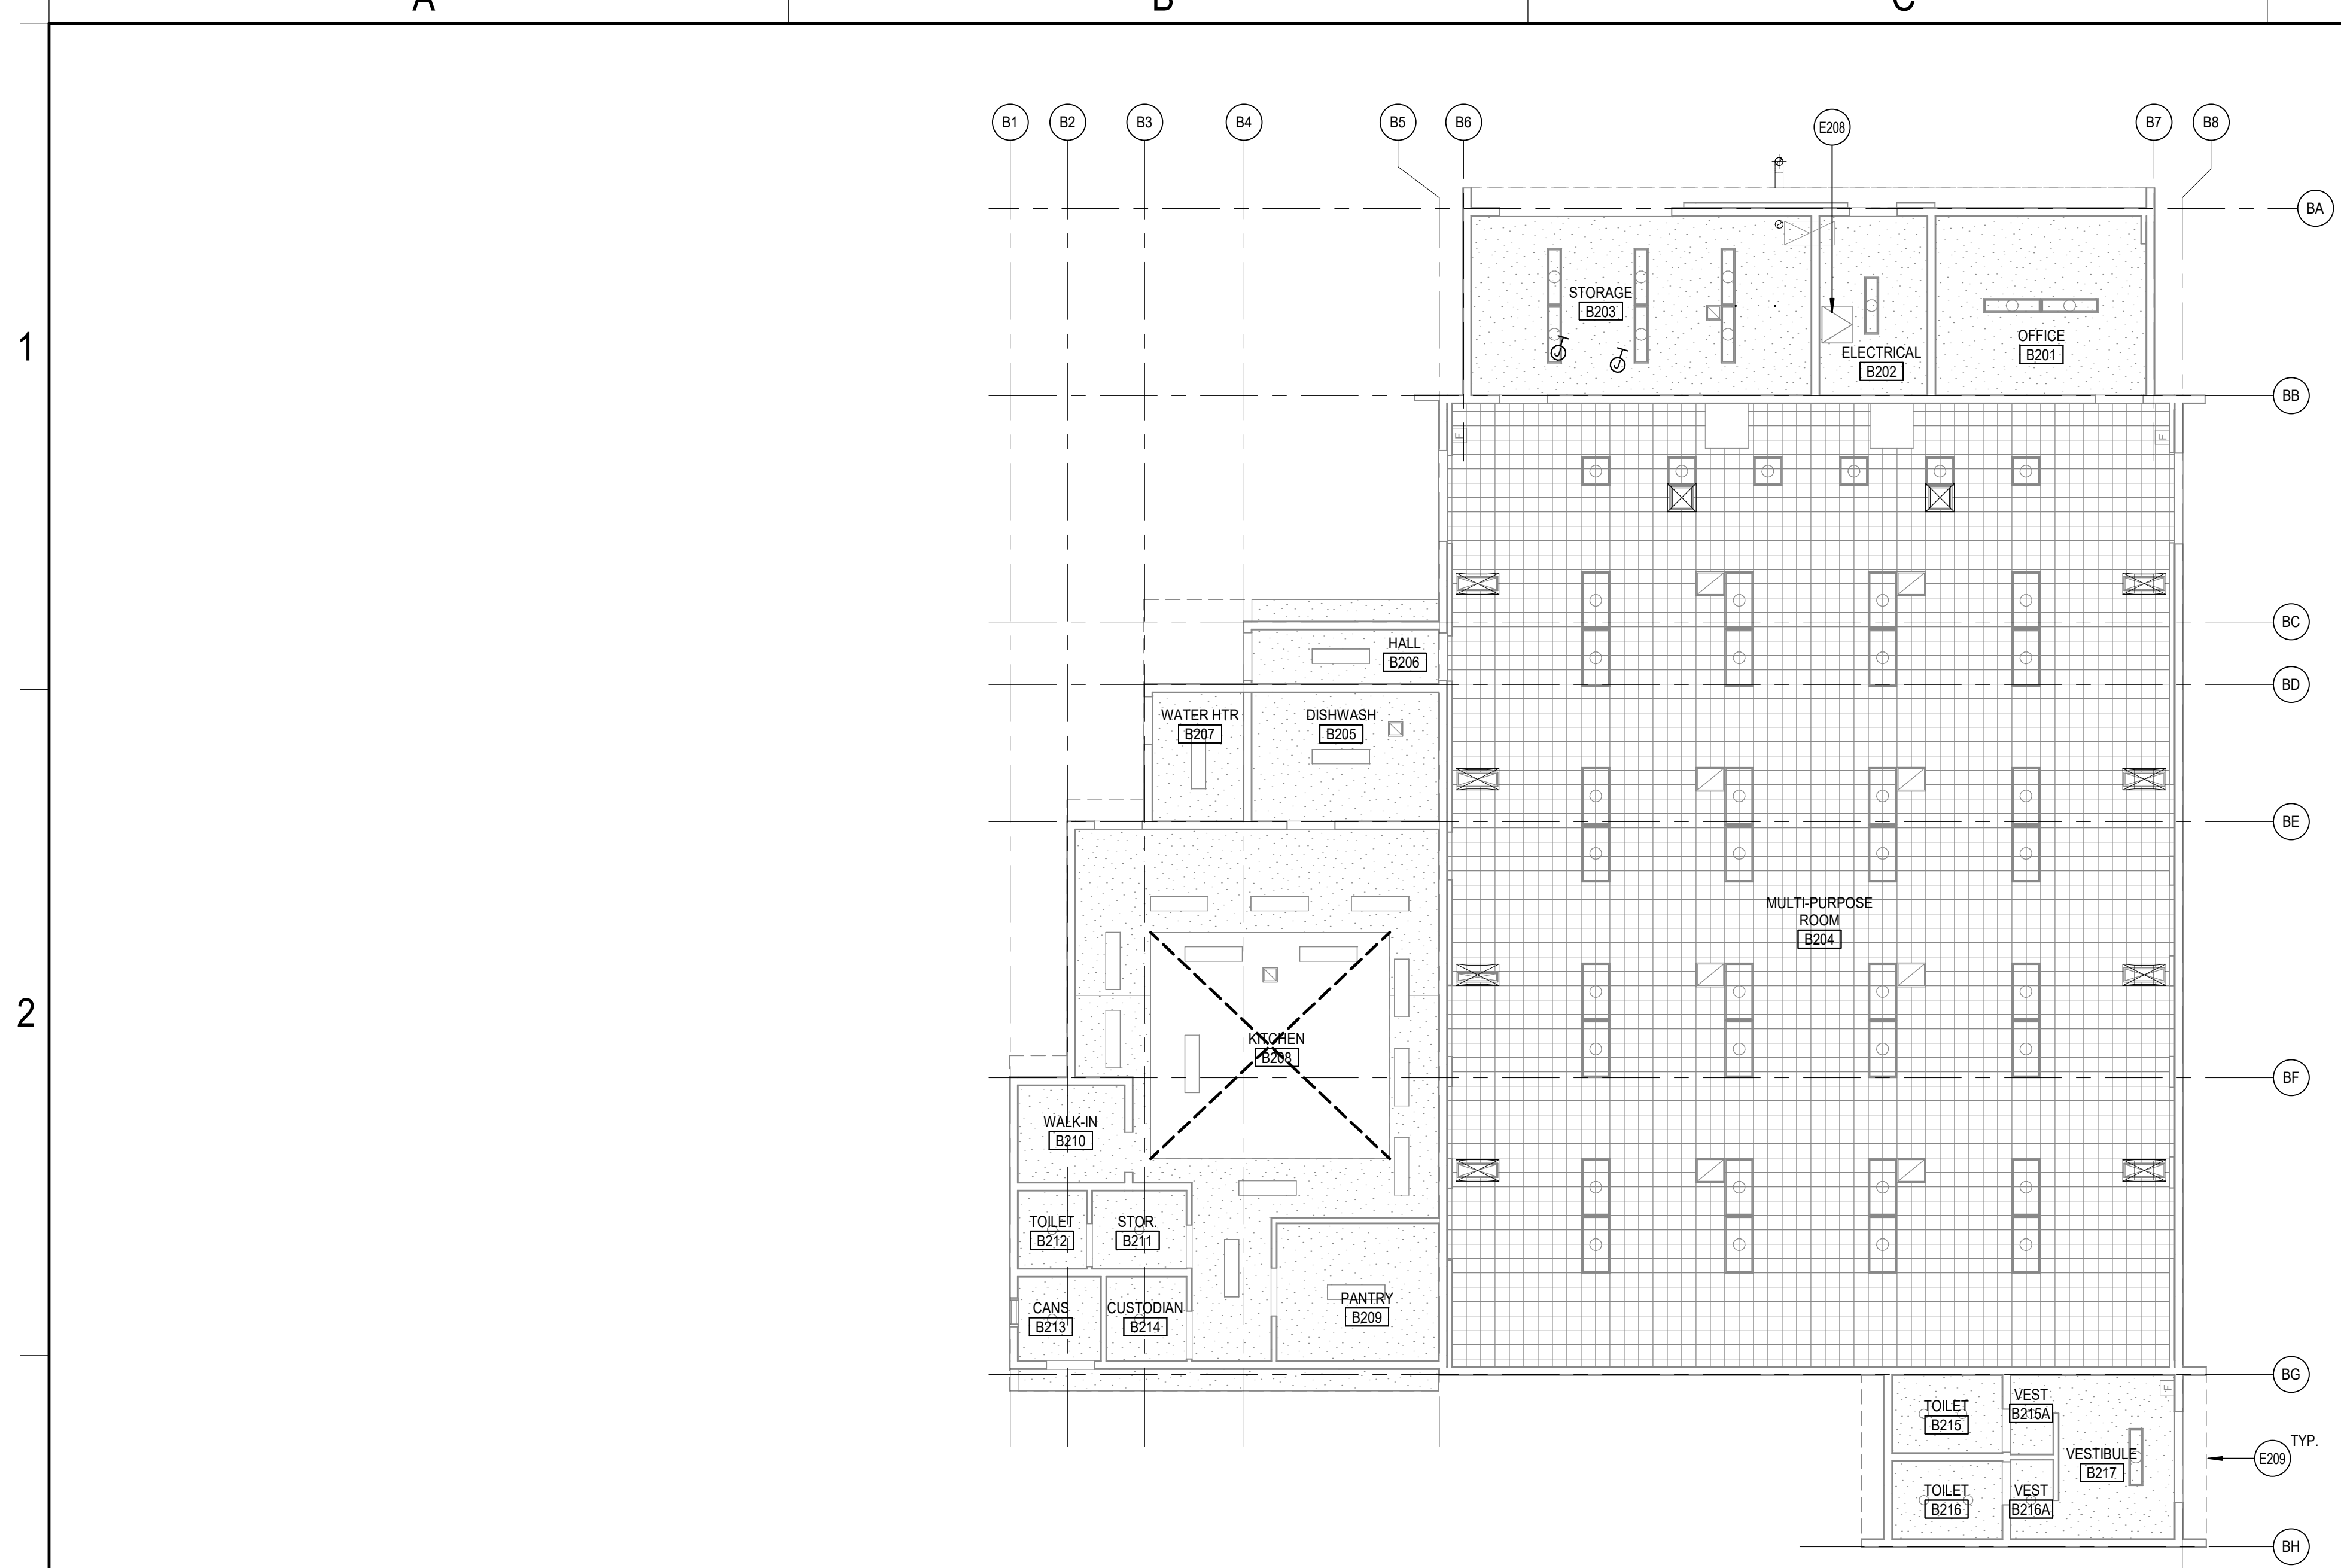 A
B
C
B1
B2
B3
B4
B5
B6
E208
B7
B8
BA
1
STORAGE
B203
J
J
ELECTRICAL
B202
OFFICE
B201
BB
F
F
BC
HALL
B206
BD
WATER HTR
B207
DISHWASH
B205
BE
MULTI-PURPOSE
ROOM
B204
2
KITCHEN
B208
BF
WALK-IN
B210
TOILET
B212
STOR.
B211
CANS
B213
CUSTODIAN
B214
PANTRY
B209
BG
F
TOILET
B215
VEST
B215A
VESTIBULE
B217
TYP.
E209
TOILET
B216
VEST
B216A
BH